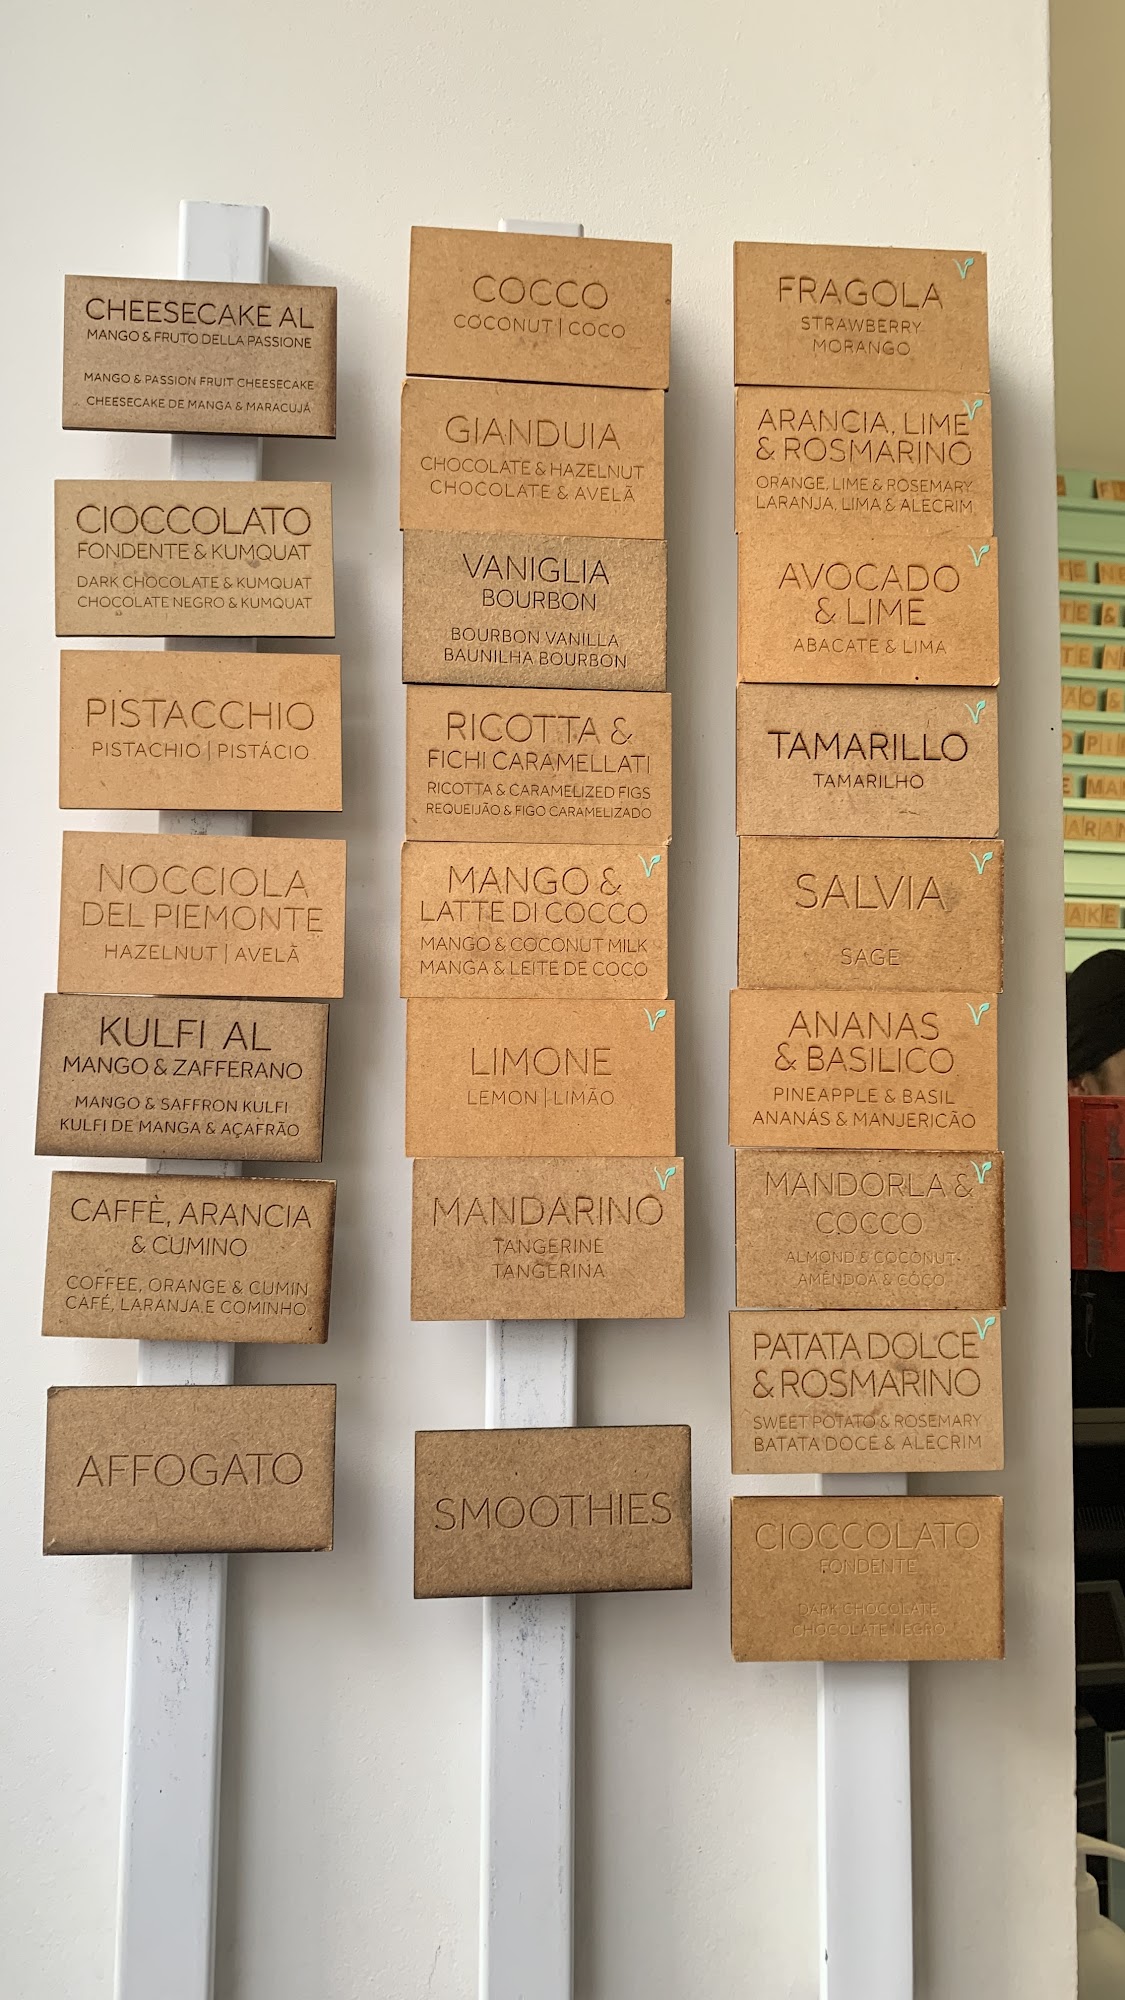 CHEESECAKE AL
MANGO & FRUTO DELLA PASSIONE
MANGO & PASSION FRUIT CHEESECAKE
CHEESECAKE DE MANGA & MARACUJÁ
CIOCCOLATO
FONDENTE & KUMQUAT
DARK CHOCOLATE & KUMQUAT
CHOCOLATE NEGRO & KUMQUAT
PISTACCHIO
PISTACHIO | PISTÁCIO
NOCCIOLA
DEL PIEMONTE
HAZELNUT | AVELÃ
KULFI AL
MANGO & ZAFFERANO
MANGO & SAFFRON KULFI
KULFI DE MANGA & AÇAFRÃO
CAFFÈ, ARANCIA
& CUMINO
COFFEE, ORANGE & CUMIN
CAFÉ, LARANJA E COMINHO
AFFOGATO
COCCO
COCONUT | COCO
GIANDUIA
CHOCOLATE & HAZELNUT
CHOCOLATE & AVELÃ
VANIGLIA
BOURBON
BOURBON VANILLA
BAUNILHA BOURBON
RICOTTA &
FICHI CARAMELLATI
RICOTTA & CARAMELIZED FIGS
REQUEIJÃO & FIGO CARAMELIZADO
MANGO &
LATTE DI COCCO
MANGO & COCONUT MILK
MANGA & LEITE DE COCO
LIMONE
LEMON | LIMÃO
MANDARINO
TANGERINE
TANGERINA
SMOOTHIES
FRAGOLA
STRAWBERRY
MORANGO
ARANCIA, LIME
& ROSMARINO
ORANGE, LIME & ROSEMARY
LARANJA, LIMA & ALECRIM
AVOCADO
& LIME
ABACATE & LIMA
TAMARILLO
TAMARILHO
SALVIA
SAGE
ANANAS
& BASILICO
PINEAPPLE & BASIL
ANANÁS & MANJERICÃO
MANDORLA &
COCCO
ALMOND & COCONUT
AMÊNDOA & COCO
PATATA DOLCE
& ROSMARINO
SWEET POTATO & ROSEMARY
BATATA DOCE & ALECRIM
CIOCCOLATO
FONDENTE
DARK CHOCOLATE
CHOCOLATE NEGRO